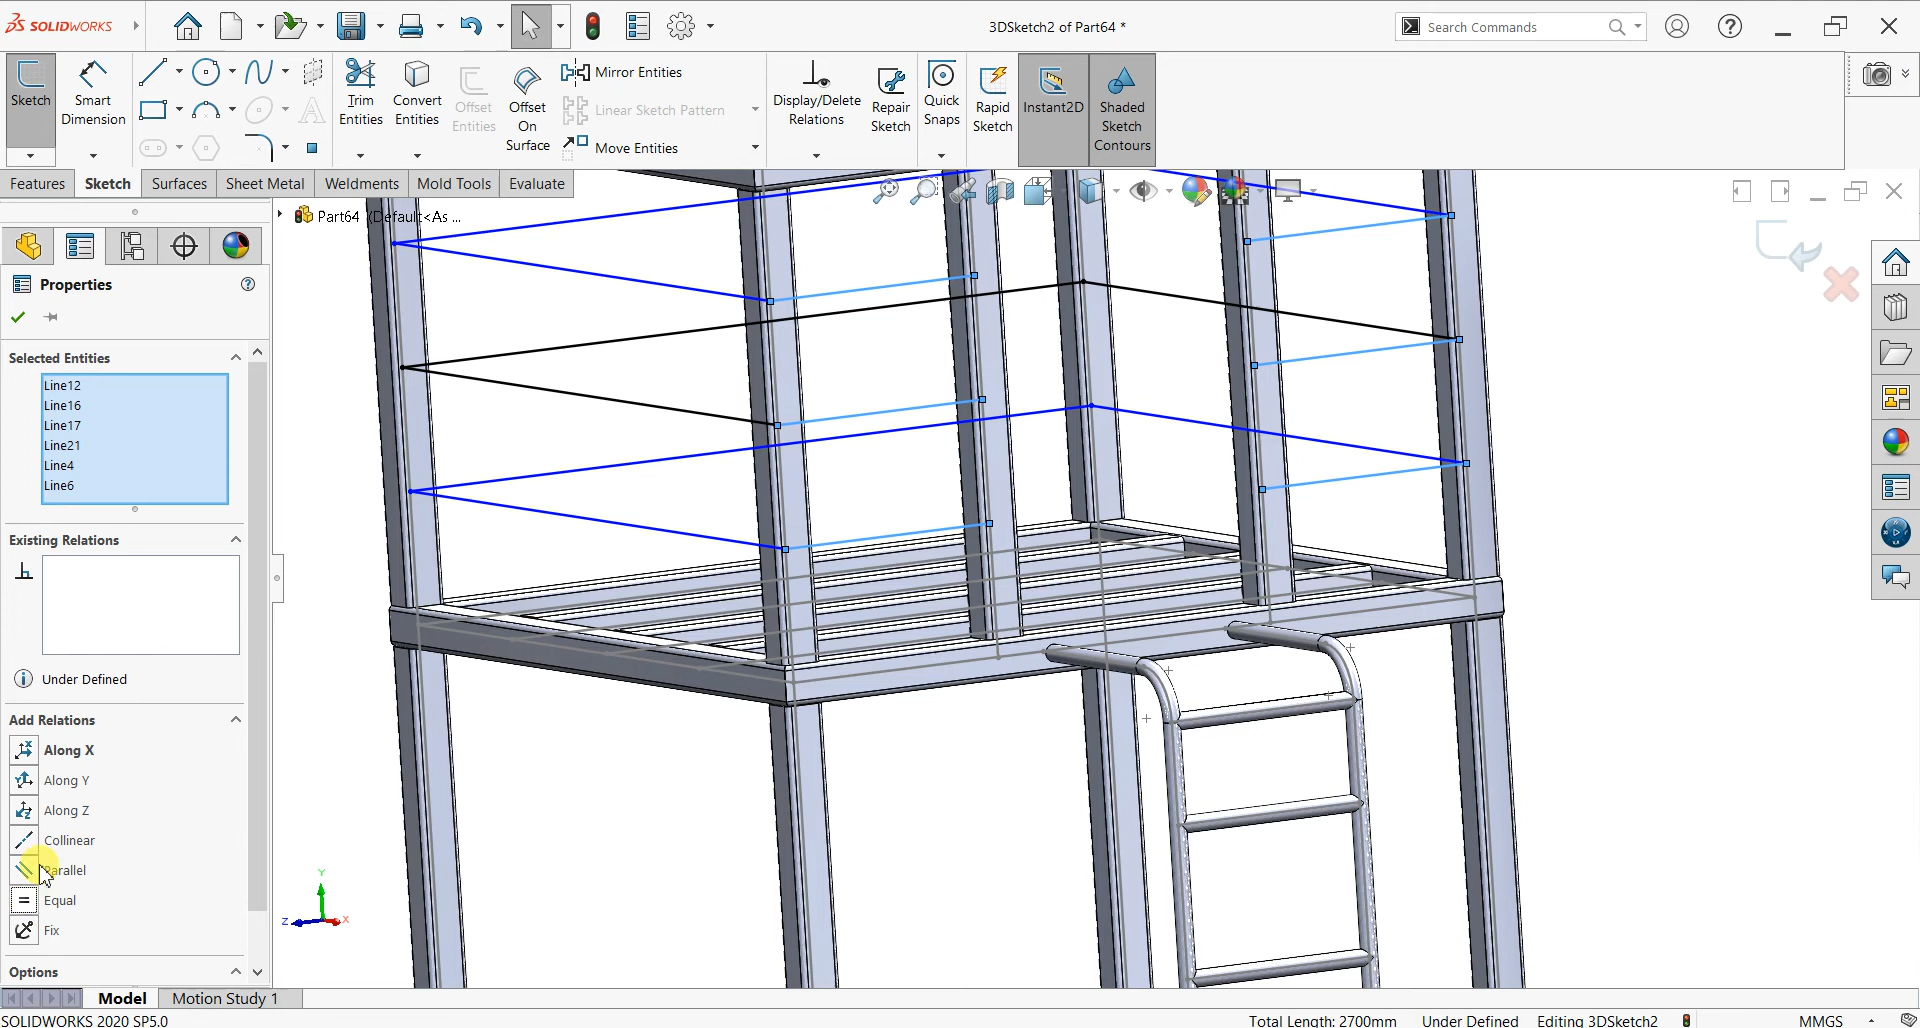 SOLIDWORKS
3DSketch2 of Part64 *
Search Commands
Sketch
Smart Dimension
Trim Entities
Convert Entities
Offset Entities
Offset On Surface
Mirror Entities
Linear Sketch Pattern
Move Entities
Display/Delete Relations
Repair Sketch
Quick Snaps
Rapid Sketch
Instant2D
Shaded Sketch Contours
Features
Sketch
Surfaces
Sheet Metal
Weldments
Mold Tools
Evaluate
Part64 (Default<As ...
Properties
Selected Entities
Line12
Line16
Line17
Line21
Line4
Line6
Existing Relations
Under Defined
Add Relations
Along X
Along Y
Along Z
Collinear
Parallel
Equal
Fix
Options
Y
Z
X
Model
Motion Study 1
SOLIDWORKS 2020 SP5.0
Total Length: 2700mm
Under Defined
Editing 3DSketch2
MMGS